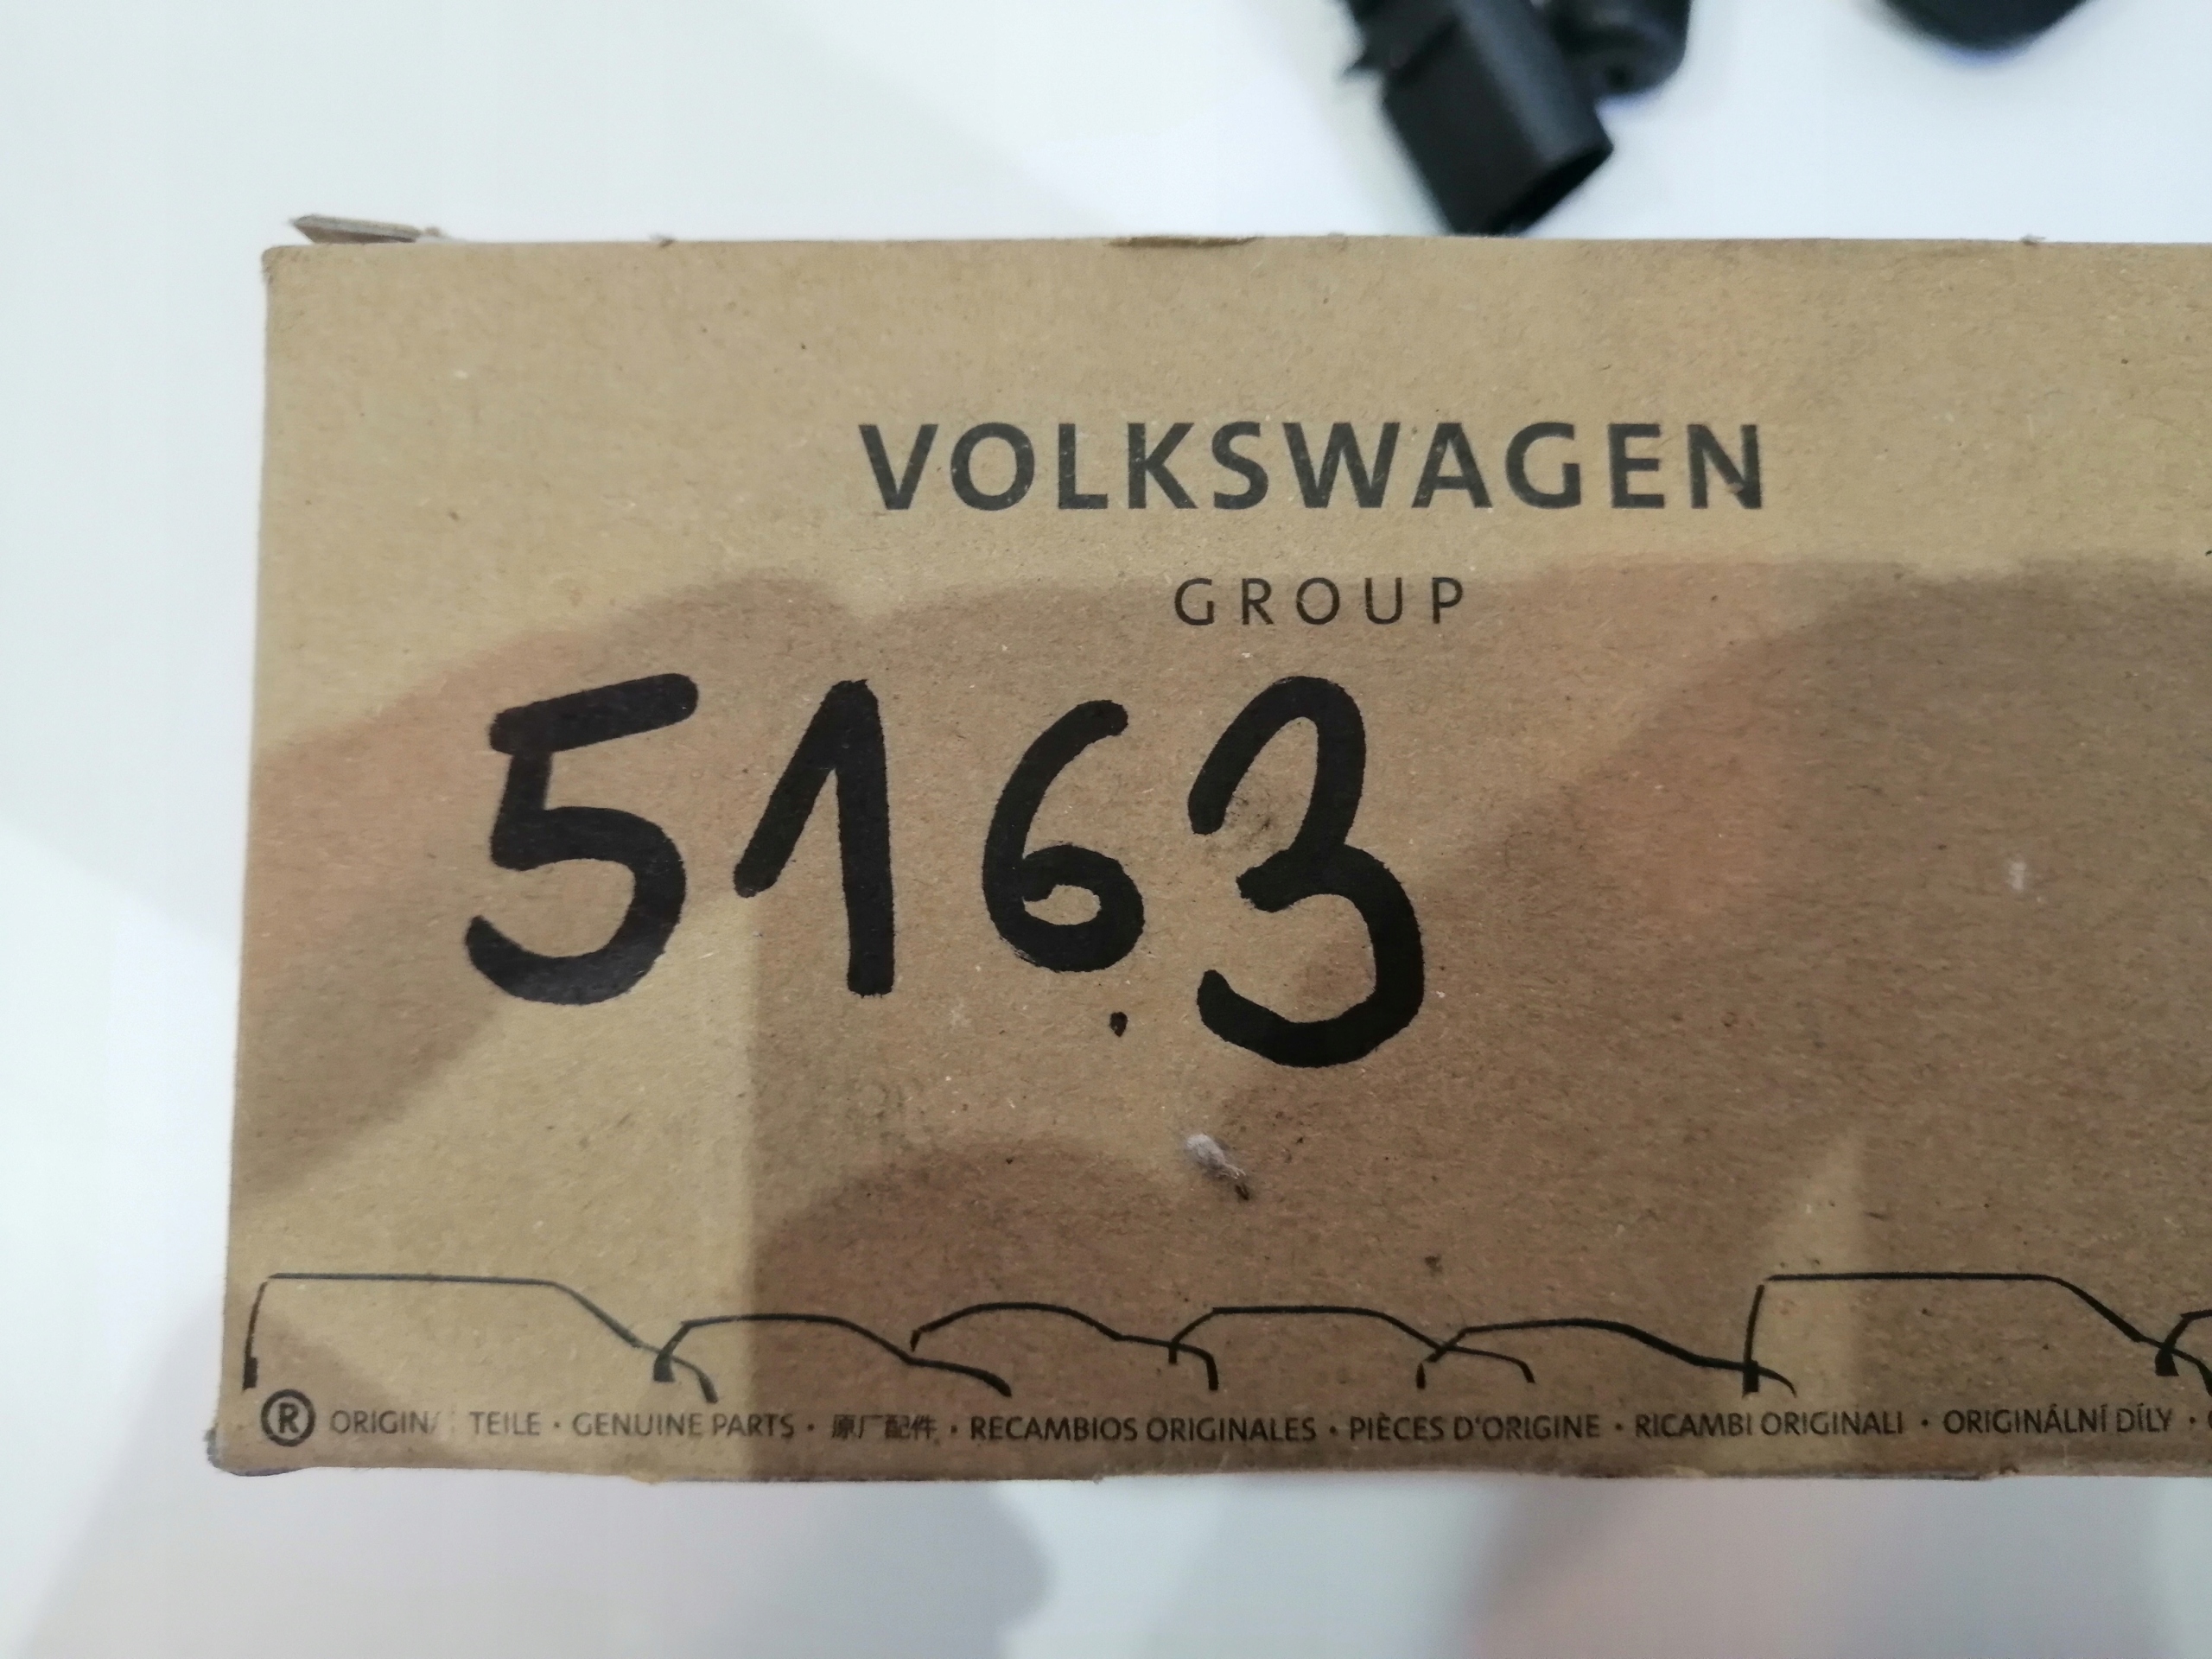 VOLKSWAGEN
GROUP
5163
® TEILE · GENUINE PARTS · 原厂配件 · RECAMBIOS ORIGINALES · PIÈCES D'ORIGINE · RICAMBI ORIGINALI · ORIGINÁLNÍ DÍLY ·